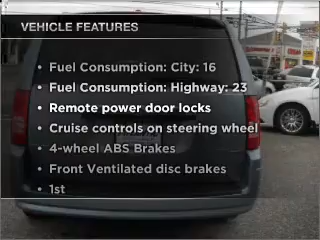 VEHICLE FEATURES
• Fuel Consumption: City: 16
• Fuel Consumption: Highway: 23
• Remote power door locks
• Cruise controls on steering wheel
• 4-wheel ABS Brakes
• Front Ventilated disc brakes
• 1st